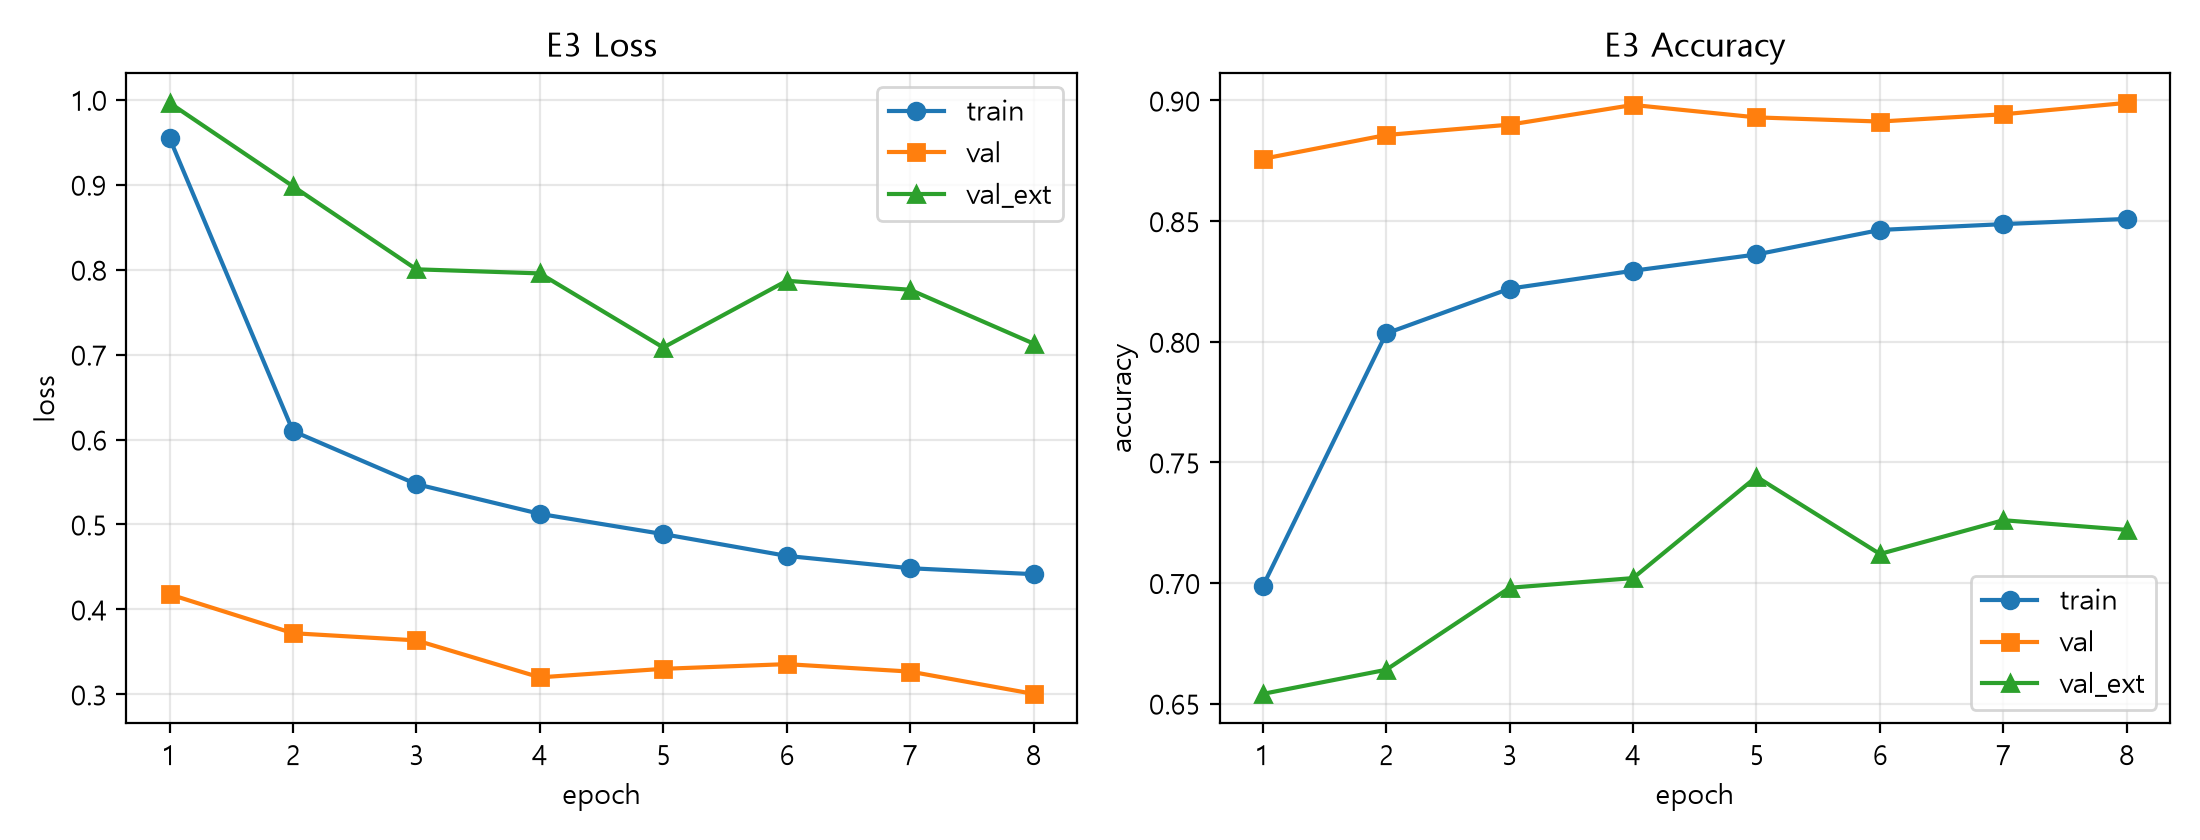 E3 Loss
1.0
0.9
0.8
0.7
0.6
0.5
0.4
0.3
loss
1 2 3 4 5 6 7 8
epoch
train
val
val_ext
E3 Accuracy
0.90
0.85
0.80
0.75
0.70
0.65
accuracy
1 2 3 4 5 6 7 8
epoch
train
val
val_ext